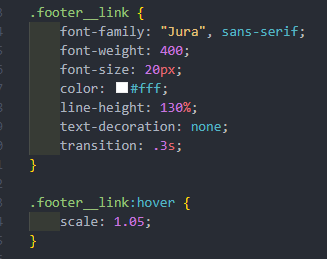 .footer__link {
font-family: "Jura", sans-serif;
font-weight: 400;
font-size: 20px;
color: #fff;
line-height: 130%;
text-decoration: none;
transition: .3s;
}
.footer__link:hover {
scale: 1.05;
}